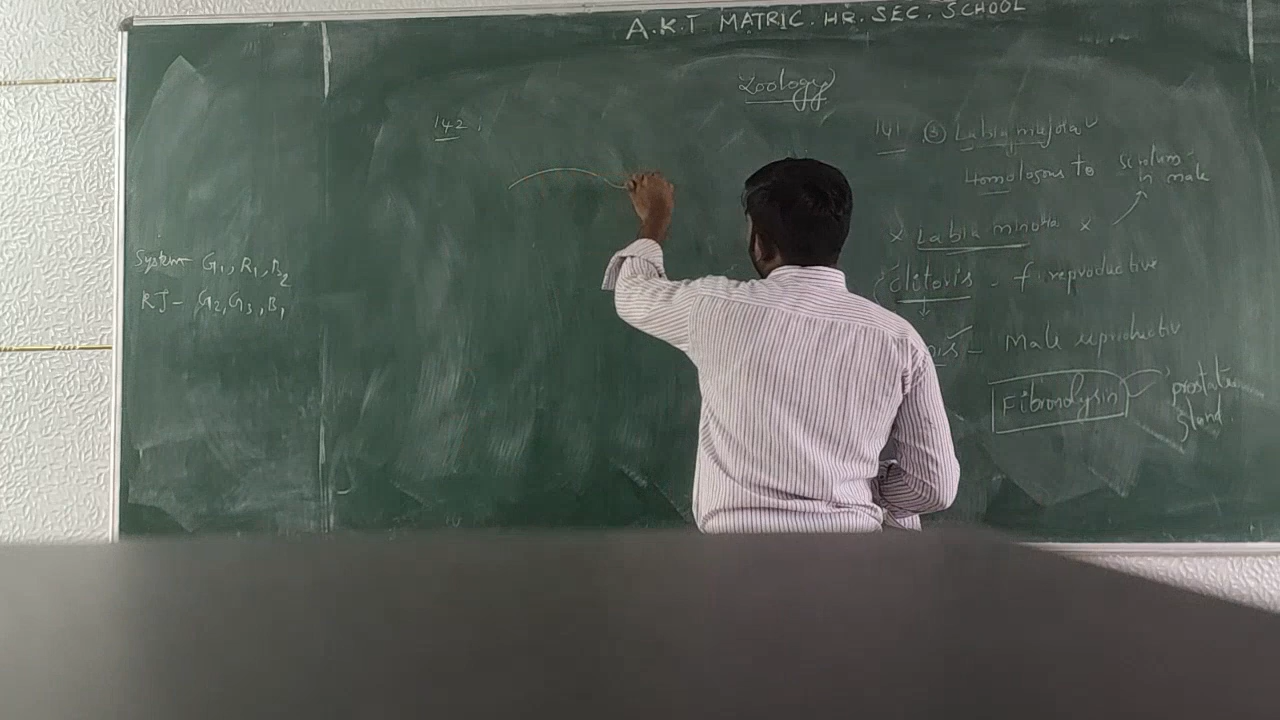 A.K.T MATRIC. HR. SEC. SCHOOL
Zoology
142.
141. ③ Labia majora
Homologous to scrotum in male
x Labia minora x
Clitoris - f. reproductive
Male reproductiv
Fibrinolysin prostate
gland
System G1, R1, B2
RJ - G2, G3, B1